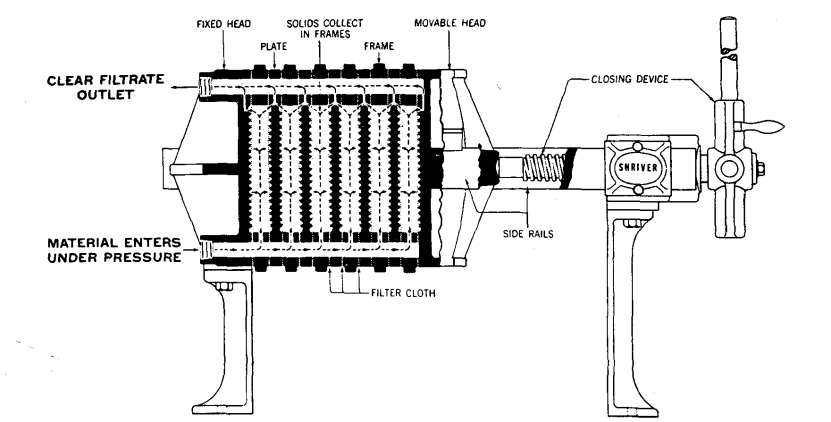 FIXED HEAD
SOLIDS COLLECT
IN FRAMES
MOVABLE HEAD
PLATE
FRAME
CLEAR FILTRATE
OUTLET
CLOSING DEVICE
SHRIVER
MATERIAL ENTERS
UNDER PRESSURE
SIDE RAILS
FILTER CLOTH